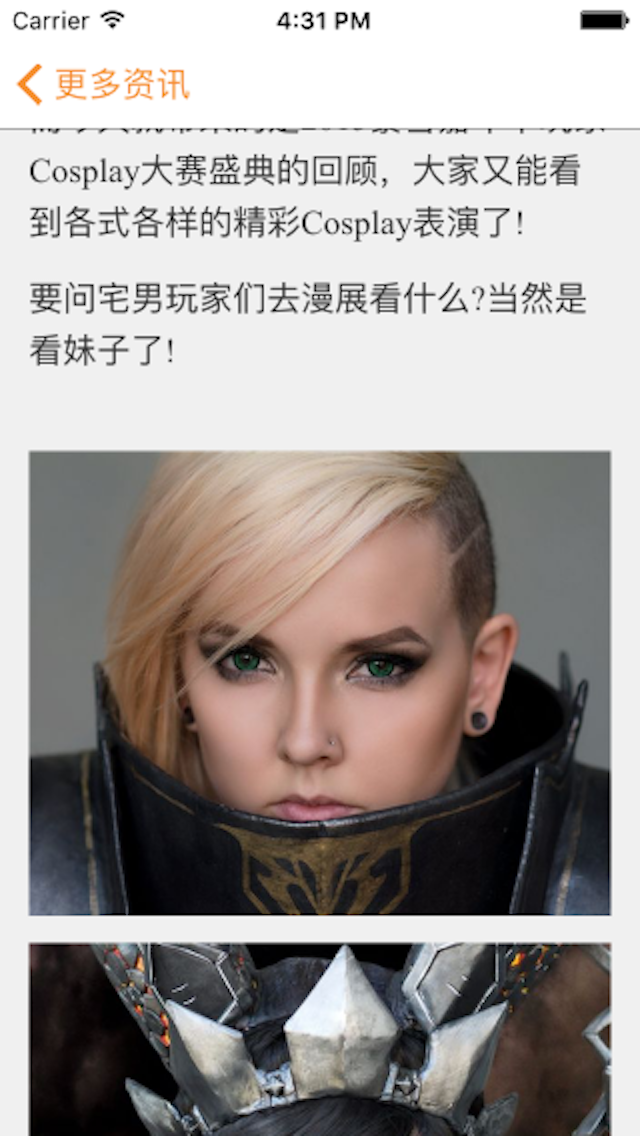 Carrier 4:31 PM
更多资讯
Cosplay大赛盛典的回顾，大家又能看
到各式各样的精彩Cosplay表演了!
要问宅男玩家们去漫展看什么?当然是
看妹子了!